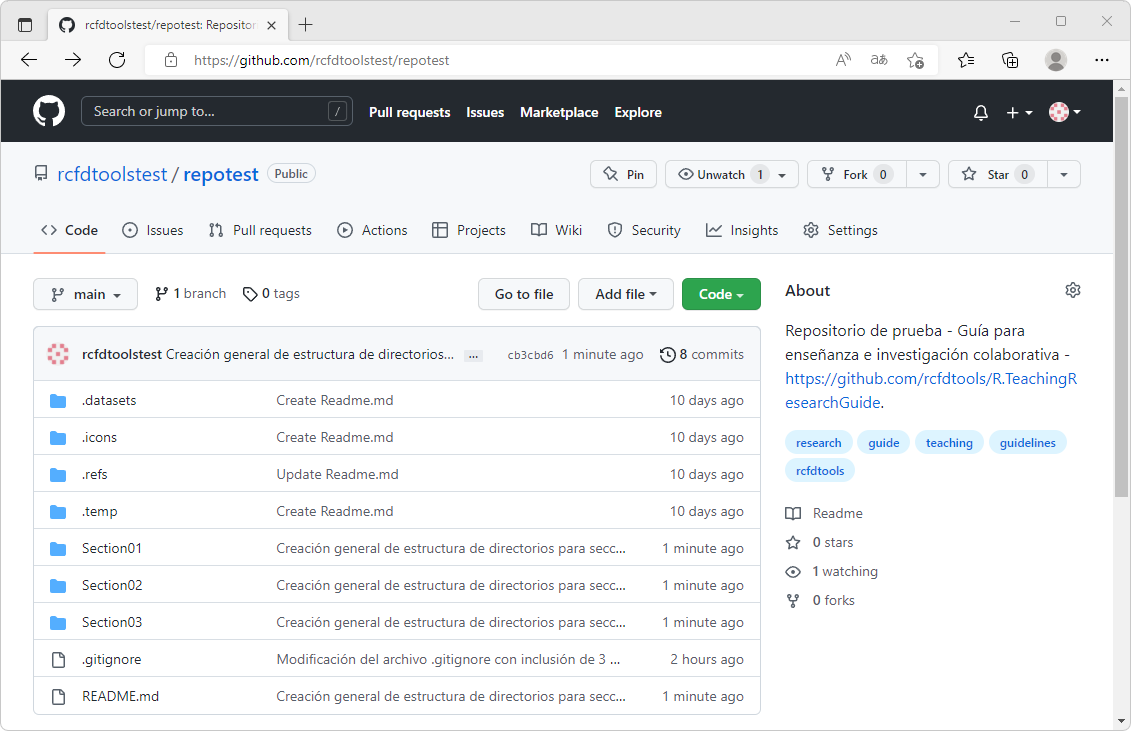 rcfdtoolstest/repotest: Repositor
https://github.com/rcfdtoolstest/repotest
Search or jump to... / Pull requests Issues Marketplace Explore
rcfdtoolstest / repotest Public Pin Unwatch 1 Fork 0 Star 0
Code Issues Pull requests Actions Projects Wiki Security Insights Settings
main 1 branch 0 tags Go to file Add file Code
rcfdtoolstest Creación general de estructura de directorios... ... cb3cbd6 1 minute ago 8 commits
.datasets Create Readme.md 10 days ago
.icons Create Readme.md 10 days ago
.refs Update Readme.md 10 days ago
.temp Create Readme.md 10 days ago
Section01 Creación general de estructura de directorios para secc... 1 minute ago
Section02 Creación general de estructura de directorios para secc... 1 minute ago
Section03 Creación general de estructura de directorios para secc... 1 minute ago
.gitignore Modificación del archivo .gitignore con inclusión de 3 ... 2 hours ago
README.md Creación general de estructura de directorios para secc... 1 minute ago
About
Repositorio de prueba - Guía para
enseñanza e investigación colaborativa -
https://github.com/rcfdtools/R.TeachingR
esearchGuide.
research guide teaching guidelines
rcfdtools
Readme
0 stars
1 watching
0 forks